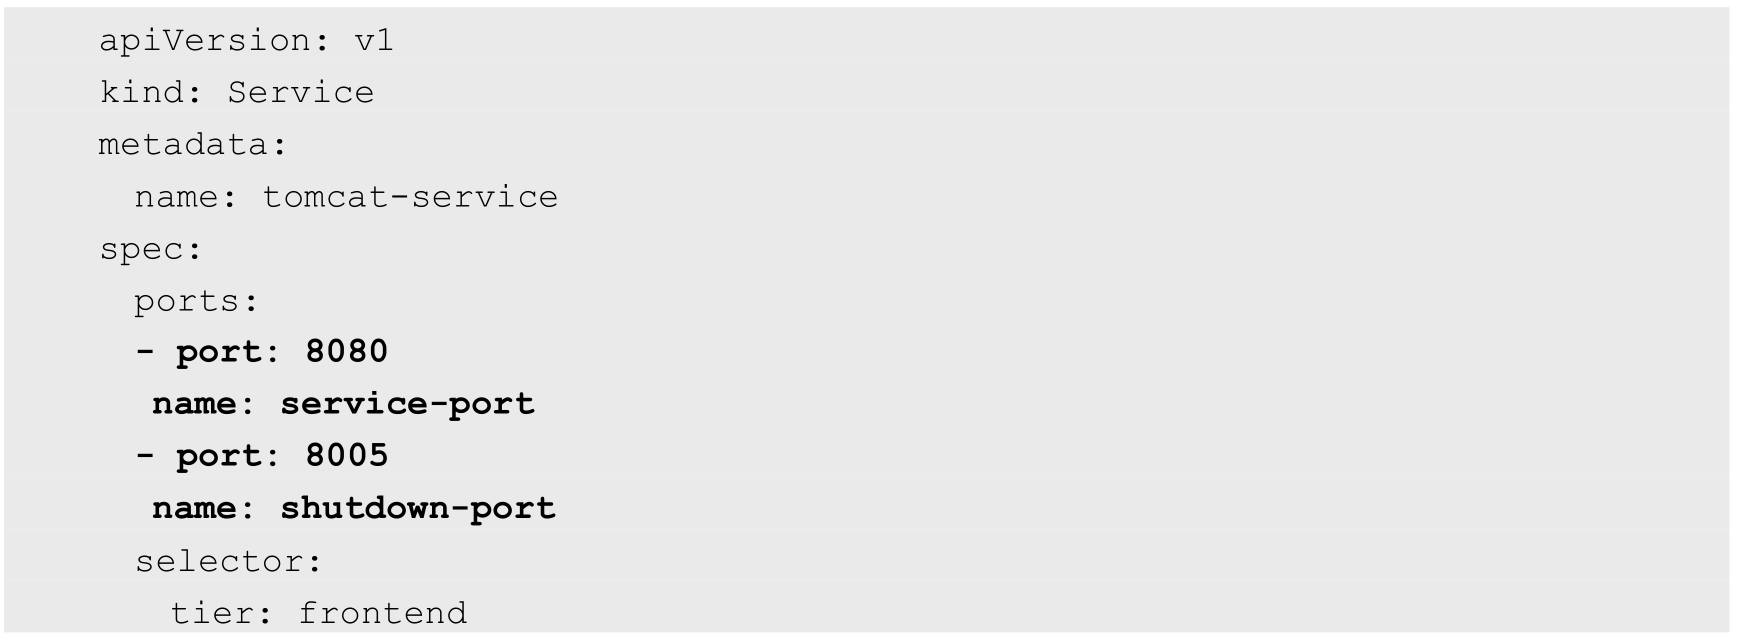 apiVersion: v1
kind: Service
metadata:
  name: tomcat-service
spec:
  ports:
  - port: 8080
   name: service-port
  - port: 8005
   name: shutdown-port
  selector:
    tier: frontend